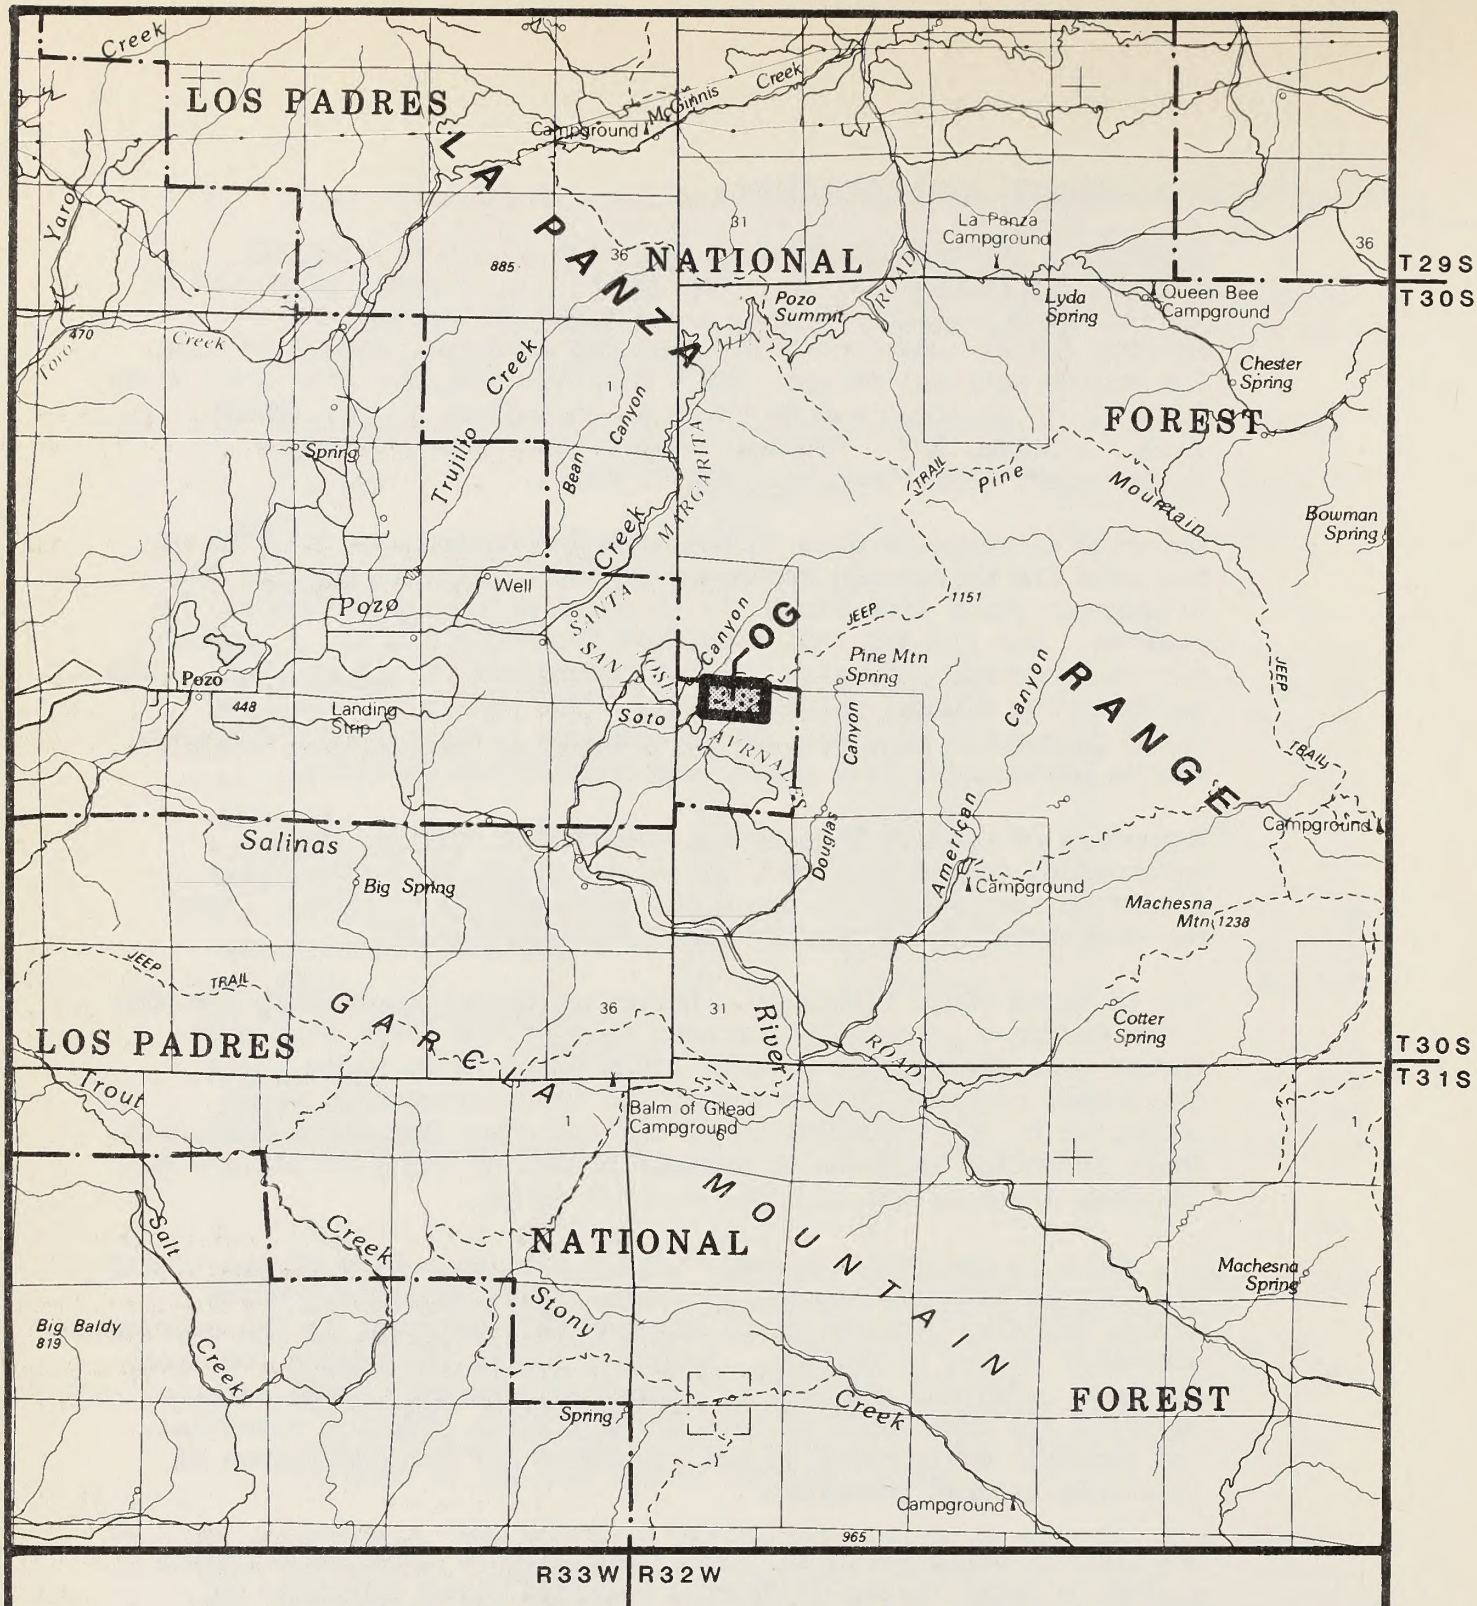 Creek
LOS PADRES
McGinnis Creek
Campground
LA PANZA
Yaro
31
La Panza
Campground
36
885
36
NATIONAL
ROAD
T29S
T30S
Pozo
Summit
Lyda
Spring
Queen Bee
Campground
470
Toro
Creek
MT
Creek
Chester
Spring
1
Canyon
FOREST
Spring
Trujillo
Bean
MARGARITA
TRAIL
Pine
Mountain
Bowman
Spring
Creek
Well
Pozo
SANTA
Canyon
OG
JEEP
1151
SAN
JOSE
Pine Mtn
Spring
Canyon
RANGE
JEEP
Pozo
448
Landing
Strip
Soto
AVENALES
Canyon
TRAIL
Salinas
Douglas
American
Campground
Big Spring
Campground
Machesna
Mtn 1238
JEEP
TRAIL
GARCIA
36
31
River
Cotter
Spring
LOS PADRES
ROAD
T30S
T31S
Trout
1
Balm of Gilead
Campground
6
1
MOUNTAIN
Salt
Creek
NATIONAL
Machesna
Spring
Stony
Big Baldy
819
Creek
Creek
FOREST
Spring
Campground
965
R33W R32W